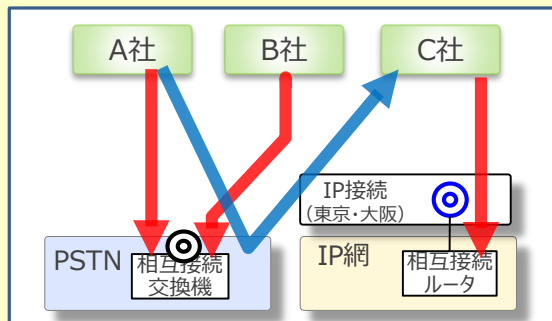 A社
B社
C社
IP接続
(東京・大阪)
PSTN
相互接続
交換機
IP網
相互接続
ルータ